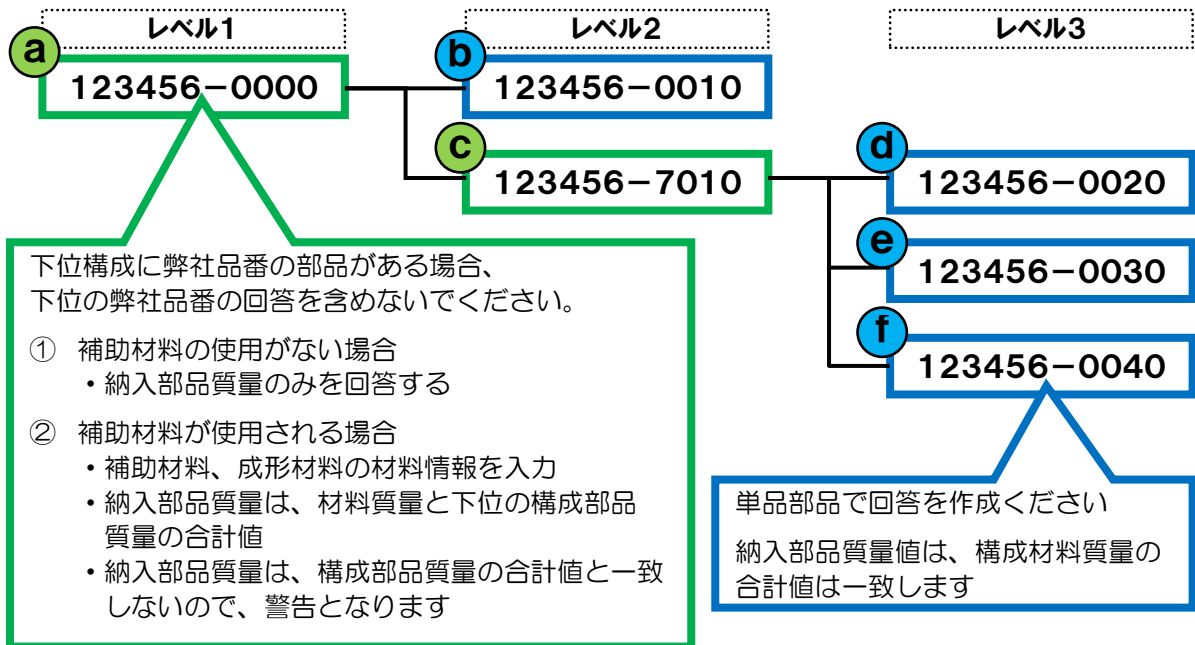 レベル1
レベル2
レベル3
a
123456−0000
b
123456−0010
c
123456−7010
d
123456−0020
e
123456−0030
f
123456−0040
下位構成に弊社品番の部品がある場合、
下位の弊社品番の回答を含めないでください。
① 補助材料の使用がない場合
・納入部品質量のみを回答する
② 補助材料が使用される場合
・補助材料、成形材料の材料情報を入力
・納入部品質量は、材料質量と下位の構成部品
質量の合計値
・納入部品質量は、構成部品質量の合計値と一致
しないので、警告となります
単品部品で回答を作成ください
納入部品質量値は、構成材料質量の
合計値は一致します